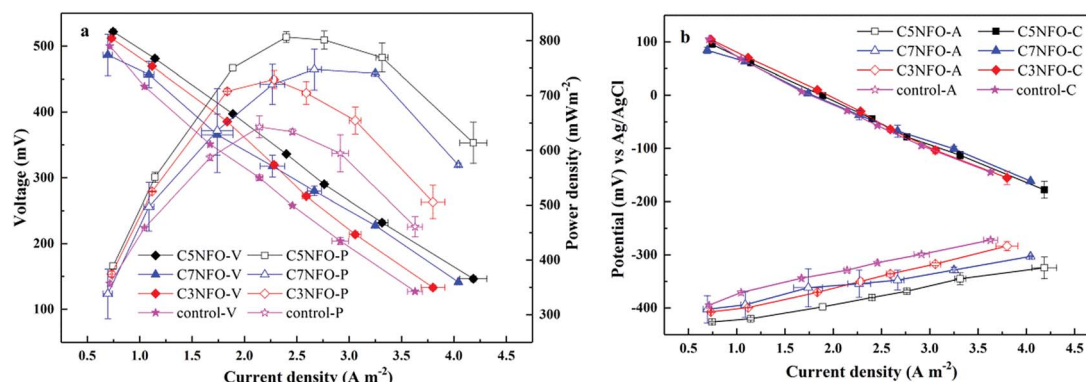 a
500
400
300
200
100
Voltage (mV)
800
700
600
500
400
300
Power density (mWm-2)
C5NFO-V
C5NFO-P
C7NFO-V
C7NFO-P
C3NFO-V
C3NFO-P
control-V
control-P
0.5 1.0 1.5 2.0 2.5 3.0 3.5 4.0 4.5
Current density (A m-2)
b
C5NFO-A
C5NFO-C
C7NFO-A
C7NFO-C
C3NFO-A
C3NFO-C
control-A
control-C
100
0
-100
-200
-300
-400
Potential (mV) vs Ag/AgCl
0.5 1.0 1.5 2.0 2.5 3.0 3.5 4.0 4.5
Current density (A m-2)